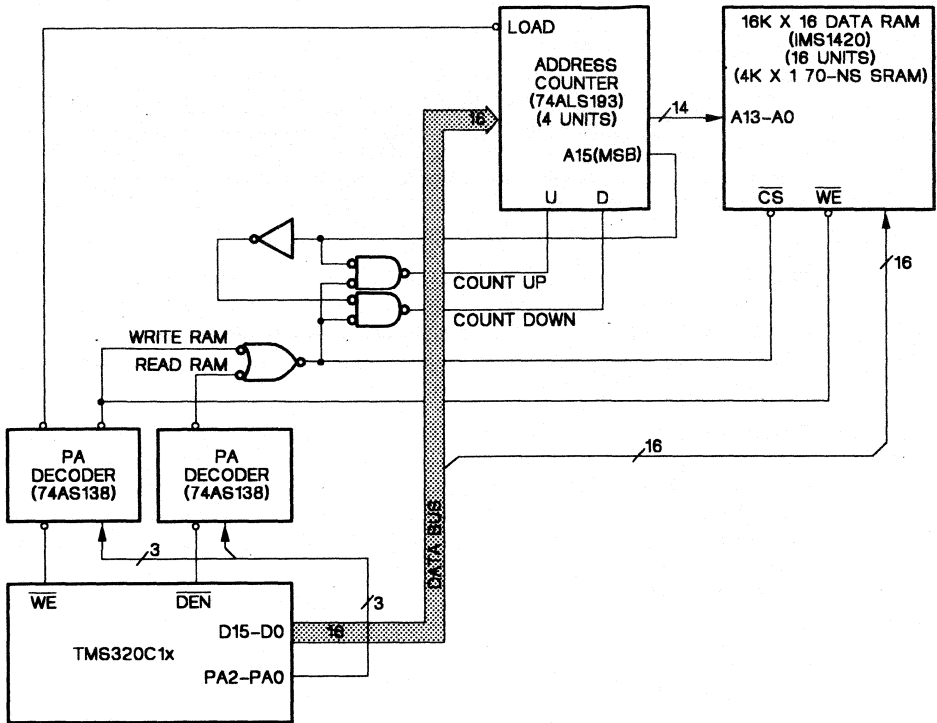 LOAD
ADDRESS
COUNTER
(74ALS193)
(4 UNITS)
A15(MSB)
U D
16K X 16 DATA RAM
(IMS1420)
(16 UNITS)
(4K X 1 70-NS SRAM)
A13-A0
CS WE
14
16
16
COUNT UP
COUNT DOWN
WRITE RAM
READ RAM
PA
DECODER
(74AS138)
PA
DECODER
(74AS138)
16
DATA BUS
3
3
WE DEN
D15-D0
16
TMS320C1x
PA2-PA0